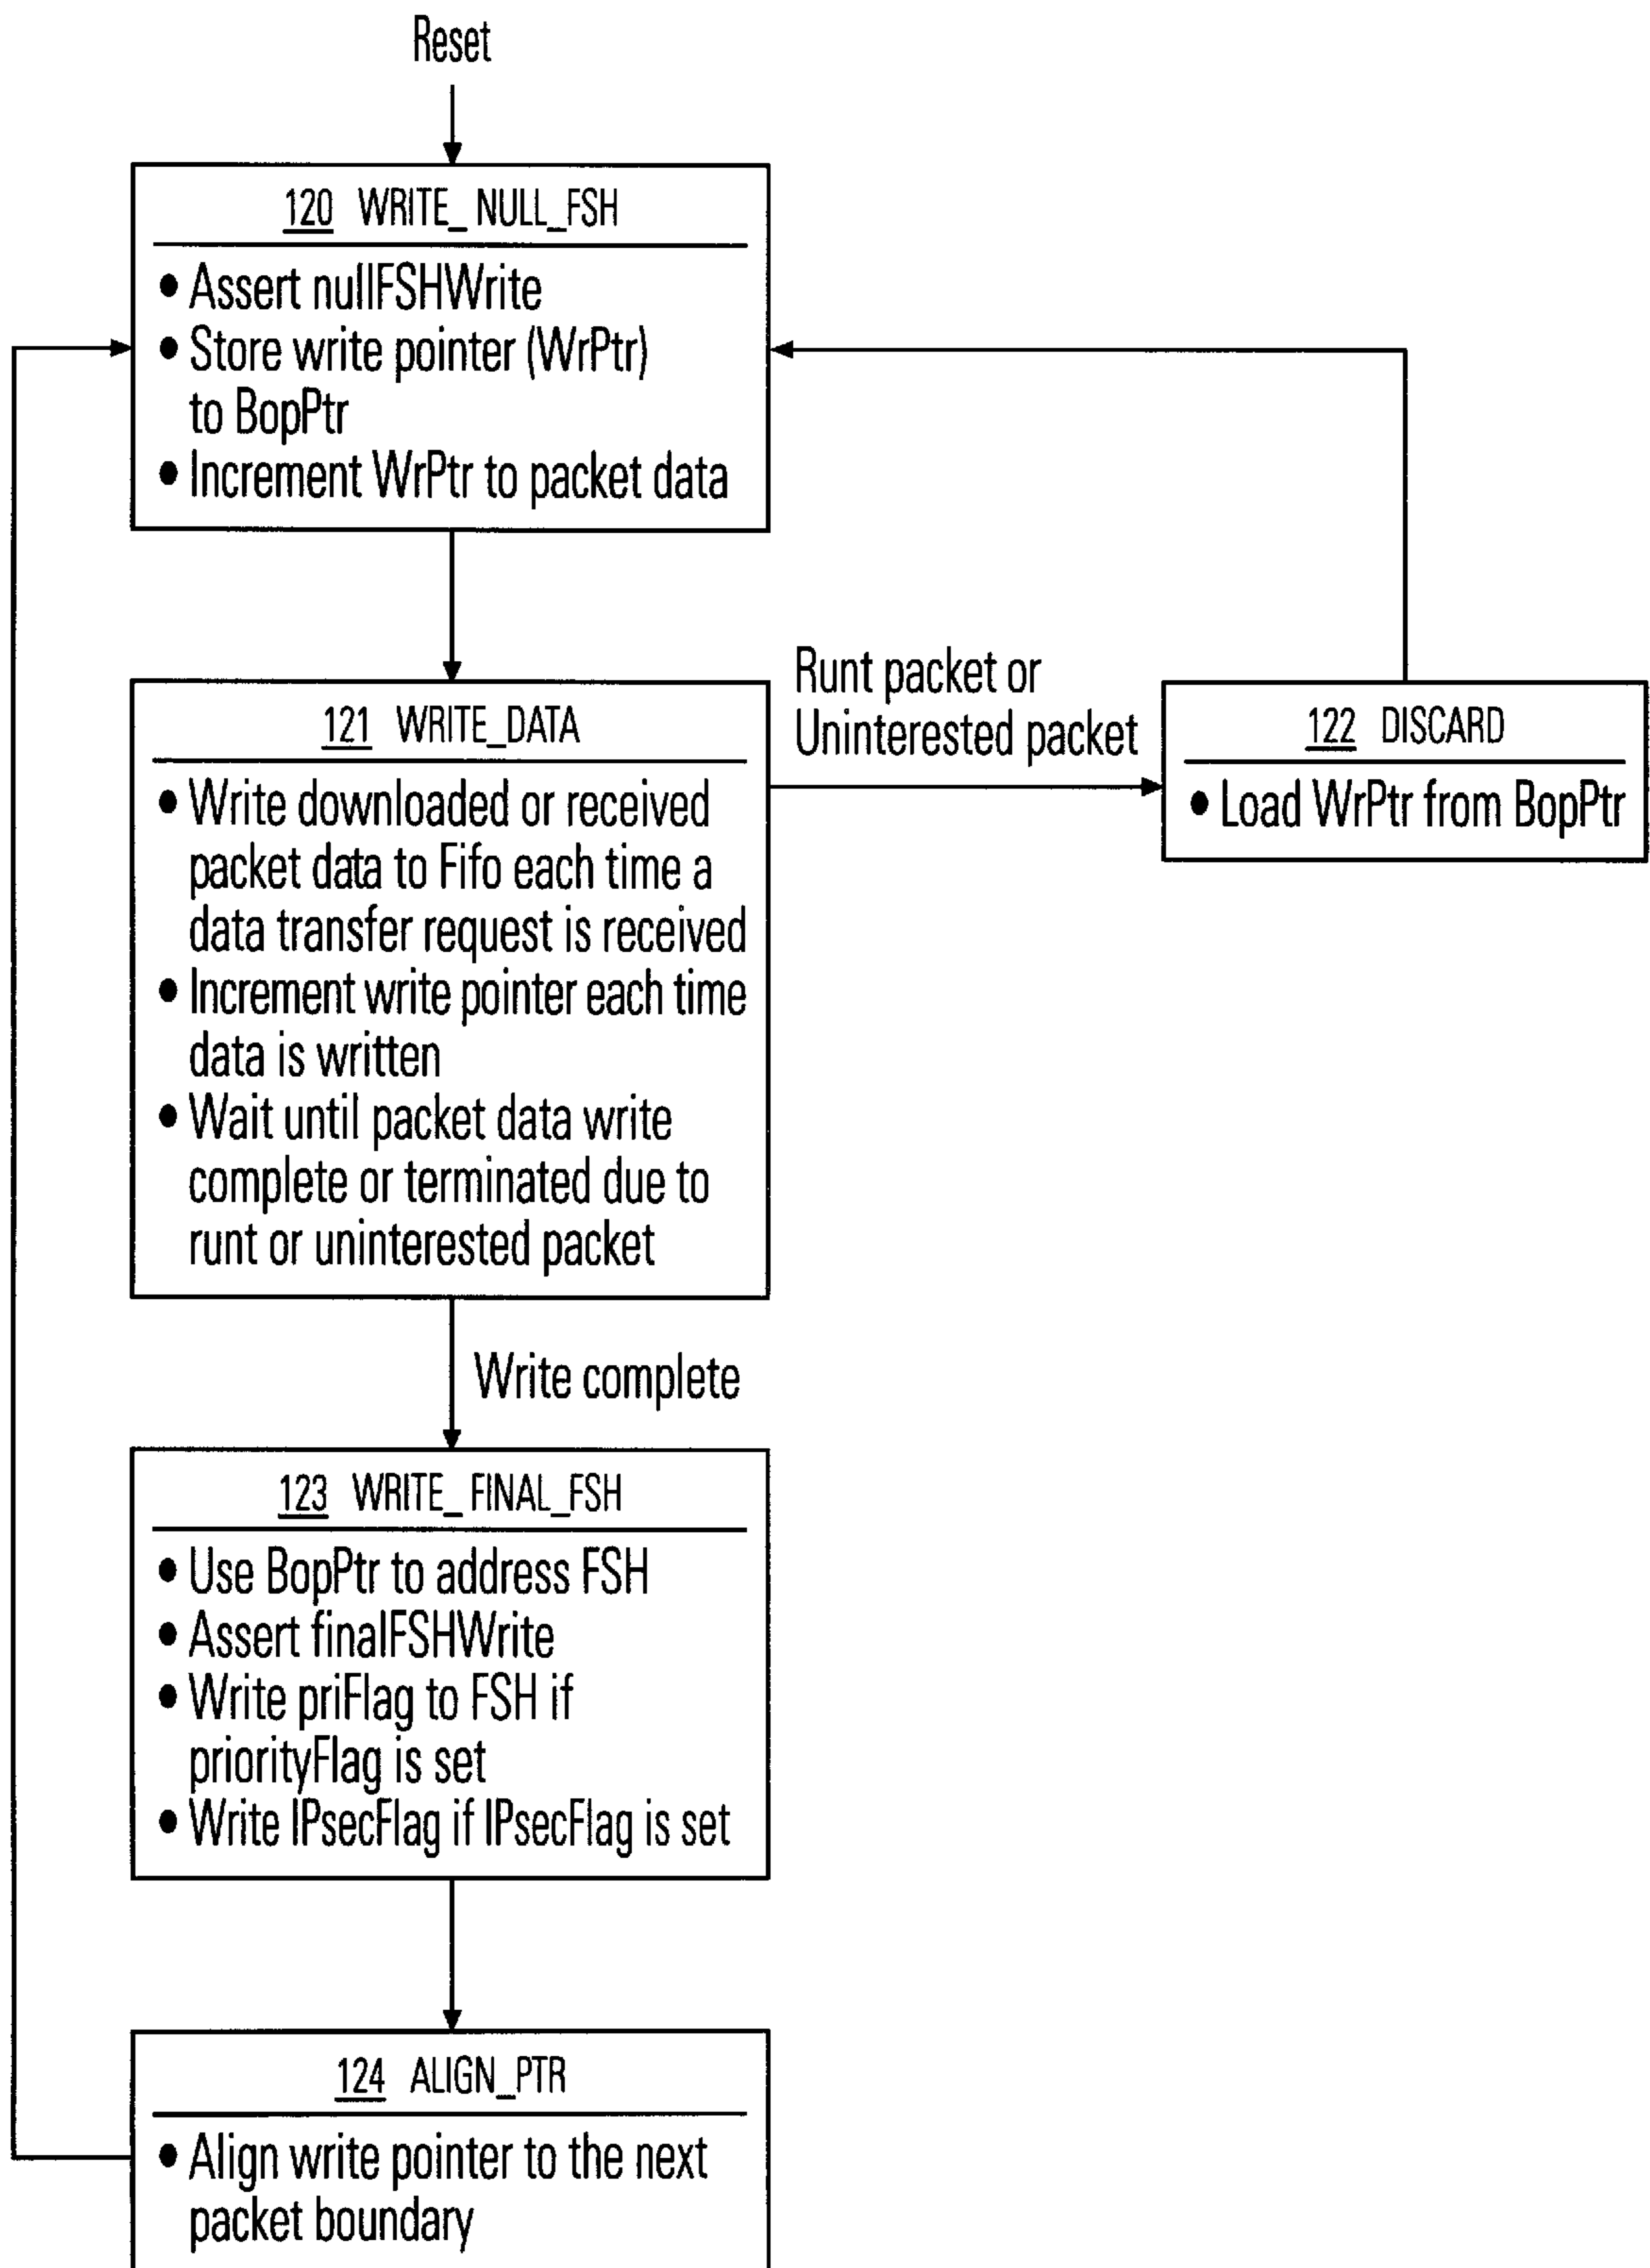 Reset
120 WRITE_ NULL_FSH
• Assert nullFSHWrite
• Store write pointer (WrPtr)
to BopPtr
• Increment WrPtr to packet data
Runt packet or
Uninterested packet
121 WRITE_DATA
• Write downloaded or received
packet data to Fifo each time a
data transfer request is received
• Increment write pointer each time
data is written
• Wait until packet data write
complete or terminated due to
runt or uninterested packet
122 DISCARD
• Load WrPtr from BopPtr
Write complete
123 WRITE_ FINAL_FSH
• Use BopPtr to address FSH
• Assert finalFSHWrite
• Write priFlag to FSH if
priorityFlag is set
• Write IPsecFlag if IPsecFlag is set
124 ALIGN_PTR
• Align write pointer to the next
packet boundary